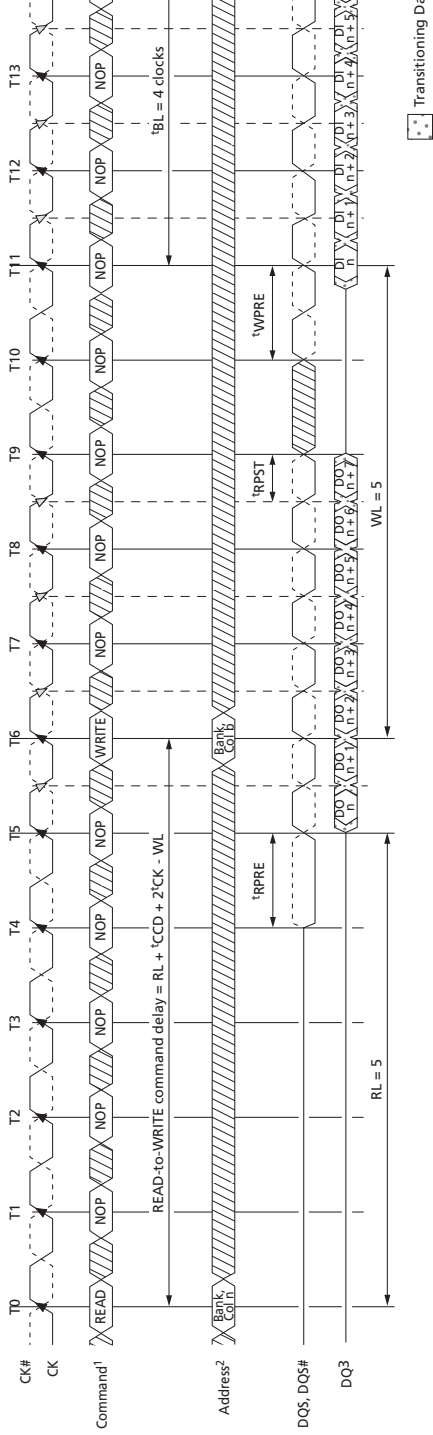 T0 T1 T2 T3 T4 T5 T6 T7 T8 T9 T10 T11 T12 T13
CK#
CK
Command¹ READ NOP NOP NOP NOP NOP WRITE NOP NOP NOP NOP NOP NOP NOP
READ-to-WRITE command delay = RL + ᵗCCD + 2ᵗCK - WL
ᵗBL = 4 clocks
Address² Bank, Col n Bank, Col b
ᵗRPRE ᵗRPST ᵗWPRE
DQS, DQS#
DQ³ DO n DO n + 1 DO n + 2 DO n + 3 DO n + 4 DO n + 5 DO n + 6 DO n + 7 DI n DI n + 1 DI n + 2 DI n + 3 DI n + 4 DI n + 5
RL = 5 WL = 5
Transitioning Da